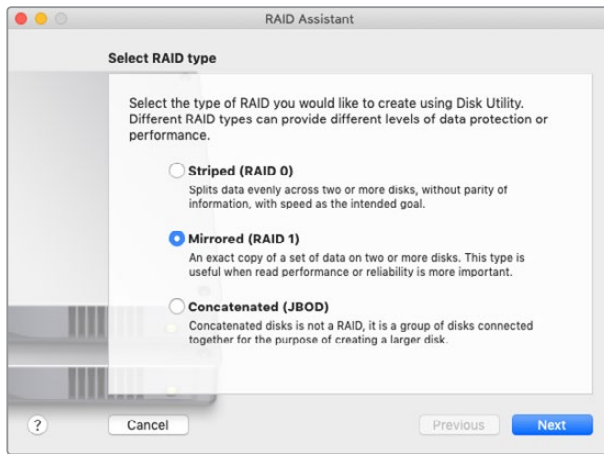 RAID Assistant
Select RAID type
Select the type of RAID you would like to create using Disk Utility.
Different RAID types can provide different levels of data protection or
performance.
Striped (RAID 0)
Splits data evenly across two or more disks, without parity of
information, with speed as the intended goal.
Mirrored (RAID 1)
An exact copy of a set of data on two or more disks. This type is
useful when read performance or reliability is more important.
Concatenated (JBOD)
Concatenated disks is not a RAID, it is a group of disks connected
together for the purpose of creating a larger disk.
?
Cancel
Previous
Next